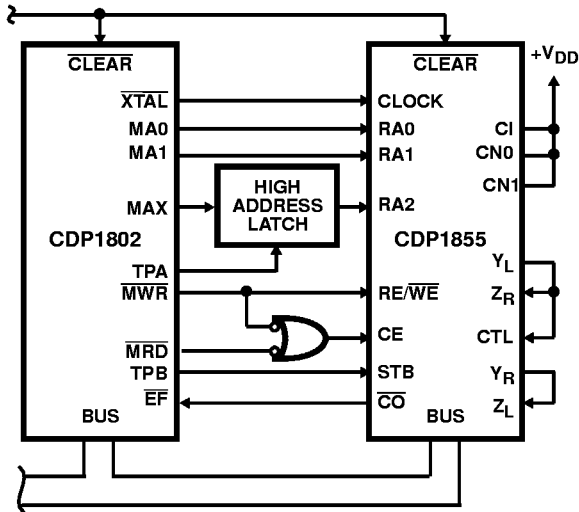 CLEAR
CLEAR
+VDD
XTAL
CLOCK
MA0
RA0
CI
MA1
RA1
CN0
HIGH
ADDRESS
LATCH
CN1
MAX
RA2
CDP1802
CDP1855
TPA
YL
MWR
RE/WE
ZR
CE
CTL
MRD
TPB
STB
YR
EF
CO
ZL
BUS
BUS